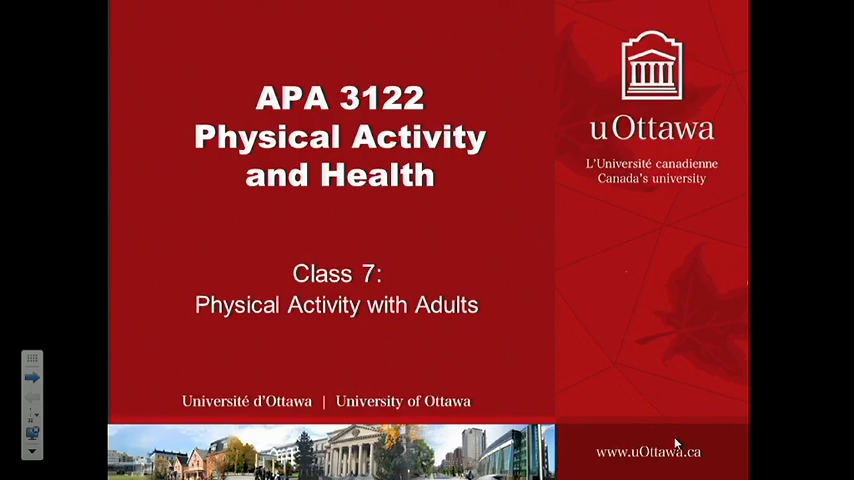 APA 3122
Physical Activity
and Health
Class 7:
Physical Activity with Adults
Université d'Ottawa | University of Ottawa
uOttawa
L'Université canadienne
Canada's university
www.uOttawa.ca